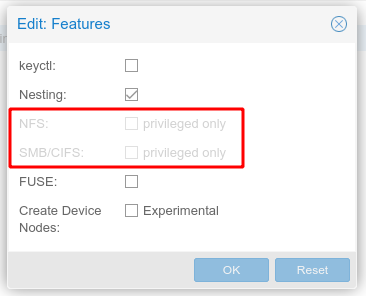 Edit: Features
keyctl:
Nesting:
NFS: privileged only
SMB/CIFS: privileged only
FUSE:
Create Device Experimental
Nodes:
OK Reset